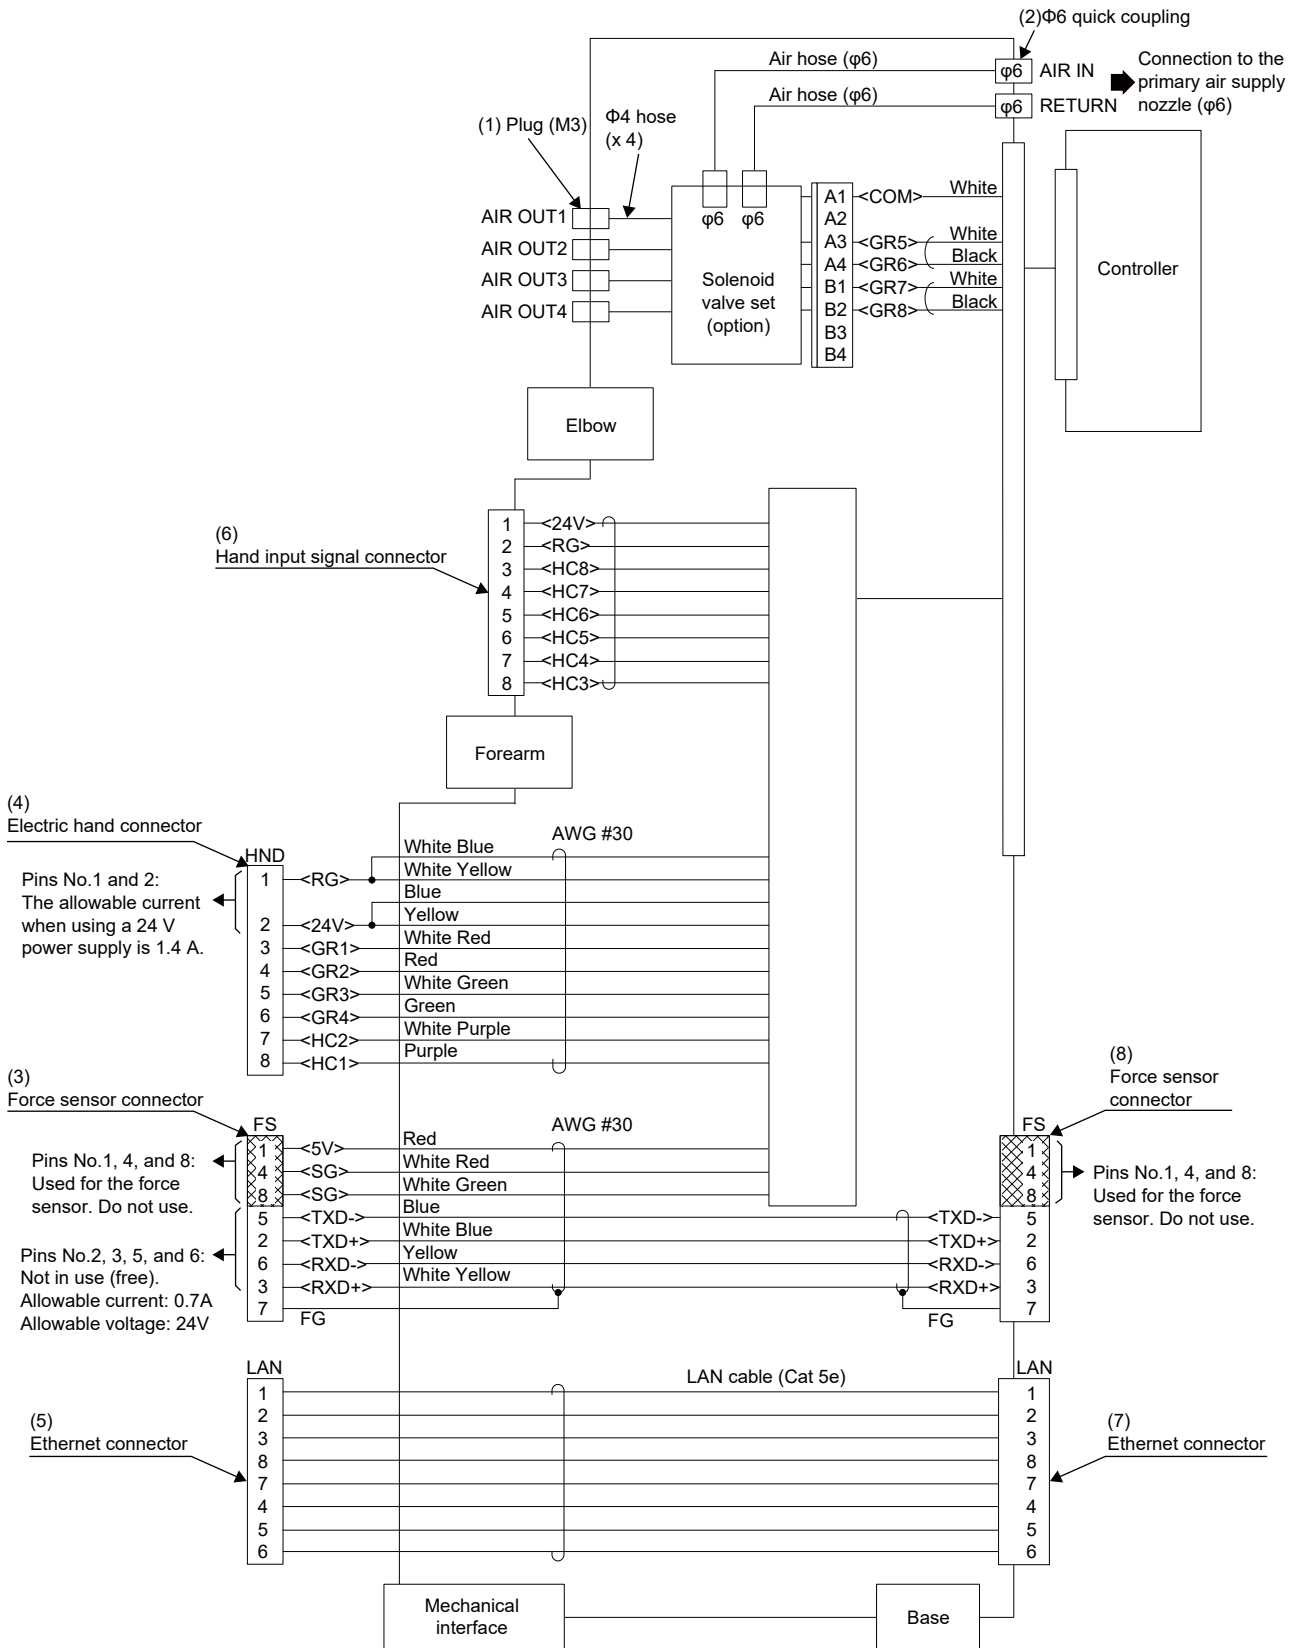 (2)Φ6 quick coupling
Air hose (φ6)
φ6 AIR IN
Connection to the
primary air supply
nozzle (φ6)
Air hose (φ6)
φ6 RETURN
(1) Plug (M3)
Φ4 hose
(x 4)
AIR OUT1
AIR OUT2
AIR OUT3
AIR OUT4
φ6 φ6
Solenoid
valve set
(option)
A1 <COM> White
A2
A3 <GR5> White
A4 <GR6> Black
B1 <GR7> White
B2 <GR8> Black
B3
B4
Controller
Elbow
(6)
Hand input signal connector
1 <24V>
2 <RG>
3 <HC8>
4 <HC7>
5 <HC6>
6 <HC5>
7 <HC4>
8 <HC3>
Forearm
(4)
Electric hand connector
HND
AWG #30
Pins No.1 and 2:
The allowable current
when using a 24 V
power supply is 1.4 A.
White Blue
1 <RG> White Yellow
Blue
2 <24V> Yellow
3 <GR1> White Red
4 <GR2> Red
5 <GR3> White Green
6 <GR4> Green
7 <HC2> White Purple
8 <HC1> Purple
(3)
Force sensor connector
FS
AWG #30
Pins No.1, 4, and 8:
Used for the force
sensor. Do not use.
Pins No.2, 3, 5, and 6:
Not in use (free).
Allowable current: 0.7A
Allowable voltage: 24V
1 <5V> Red
4 <SG> White Red
8 <SG> White Green
5 <TXD-> Blue
2 <TXD+> White Blue
6 <RXD-> Yellow
3 <RXD+> White Yellow
7 FG
(8)
Force sensor
connector
FS
1
4
8
Pins No.1, 4, and 8:
Used for the force
sensor. Do not use.
<TXD-> 5
<TXD+> 2
<RXD-> 6
<RXD+> 3
FG 7
LAN
LAN cable (Cat 5e)
LAN
(5)
Ethernet connector
1 1
2 2
3 3
8 8
7 7
4 4
5 5
6 6
(7)
Ethernet connector
Mechanical
interface
Base